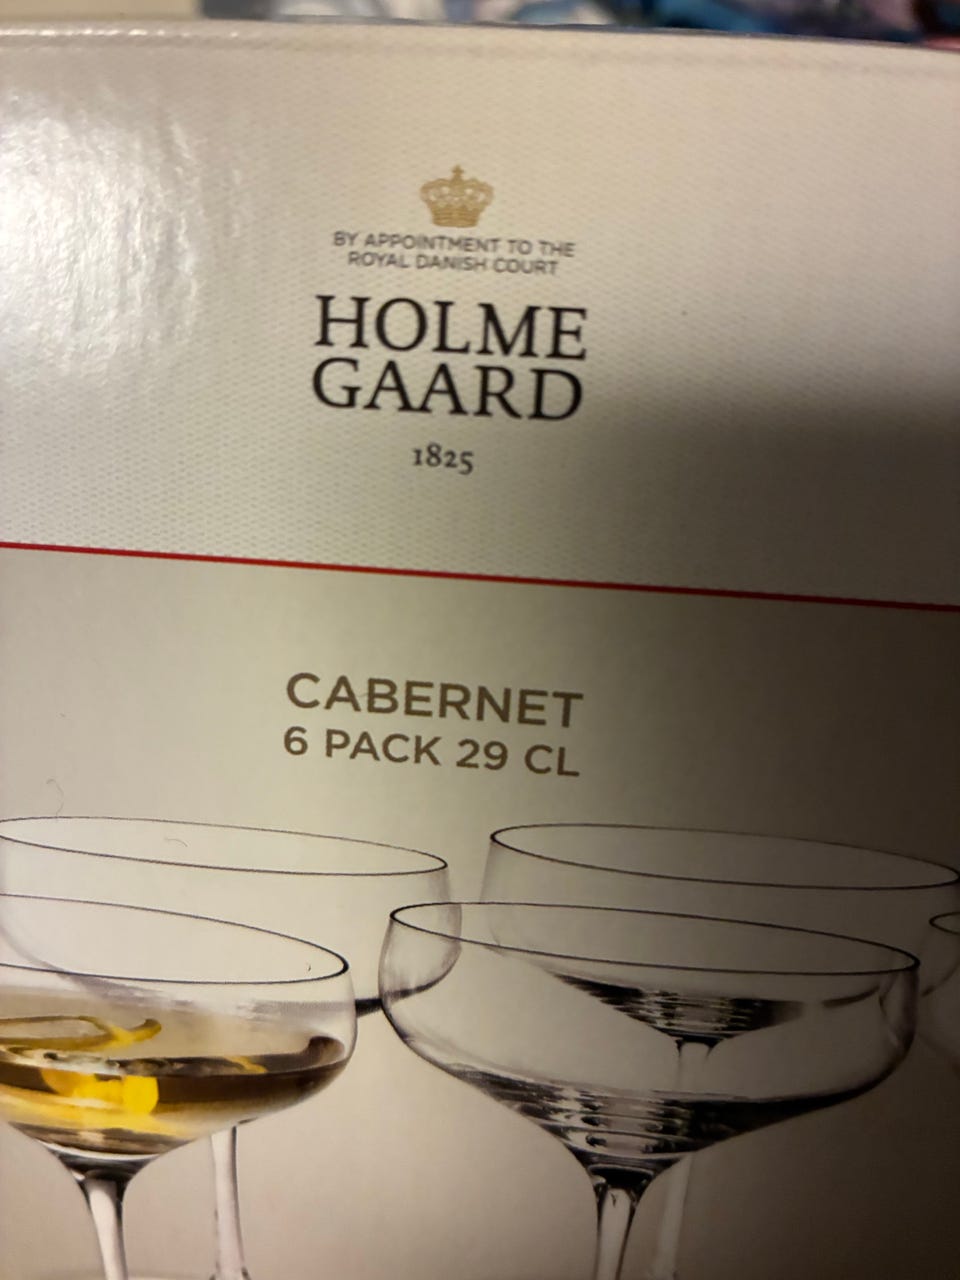 BY APPOINTMENT TO THE
ROYAL DANISH COURT
HOLME
GAARD
1825
CABERNET
6 PACK 29 CL